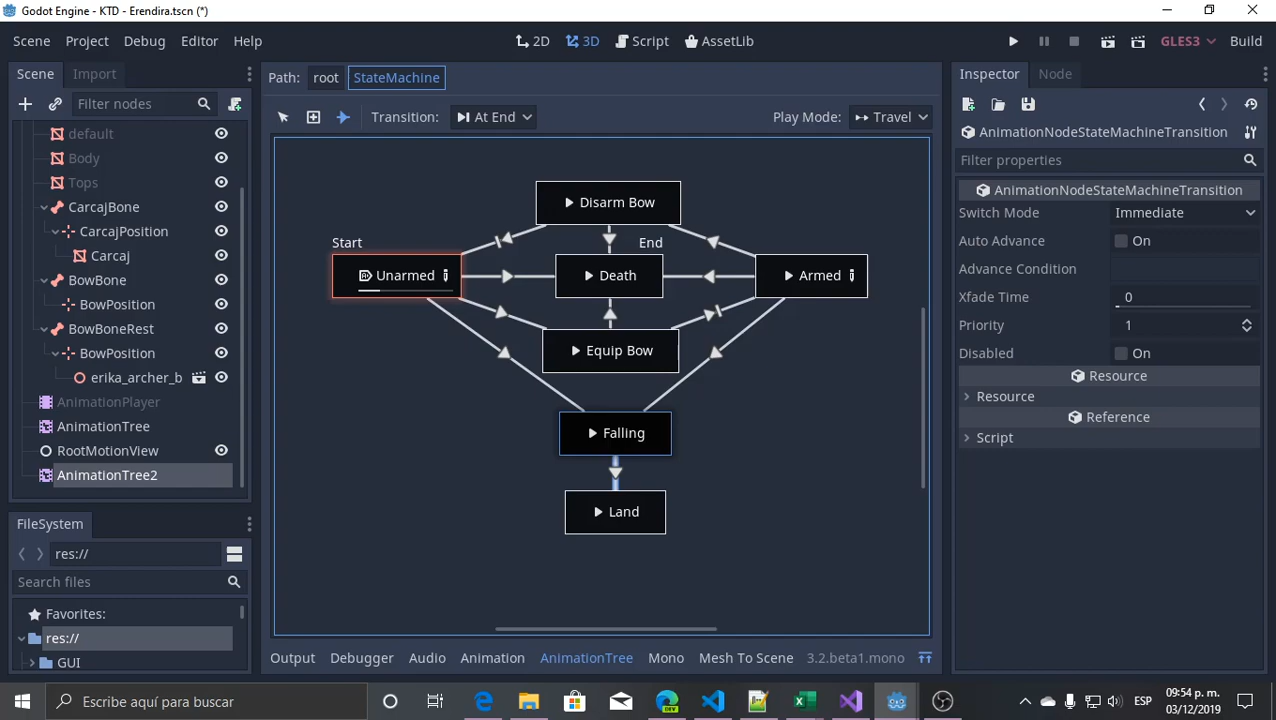 Godot Engine - KTD - Erendira.tscn (*)
Scene Project Debug Editor Help
2D 3D Script AssetLib
GLES3 Build
Scene Import
Filter nodes
default
Body
Tops
CarcajBone
CarcajPosition
Carcaj
BowBone
BowPosition
BowBoneRest
BowPosition
erika_archer_b
AnimationPlayer
AnimationTree
RootMotionView
AnimationTree2
FileSystem
res://
Search files
Favorites:
res://
GUI
Path: root StateMachine
Transition: At End
Play Mode: Travel
Disarm Bow
Start
End
Unarmed
Death
Armed
Equip Bow
Falling
Land
Output Debugger Audio Animation AnimationTree Mono Mesh To Scene 3.2.beta1.mono
Inspector Node
AnimationNodeStateMachineTransition
Filter properties
AnimationNodeStateMachineTransition
Switch Mode Immediate
Auto Advance On
Advance Condition
Xfade Time 0
Priority 1
Disabled On
Resource
Resource
Reference
Script
Escribe aquí para buscar
DEV
ESP
09:54 p. m.
03/12/2019